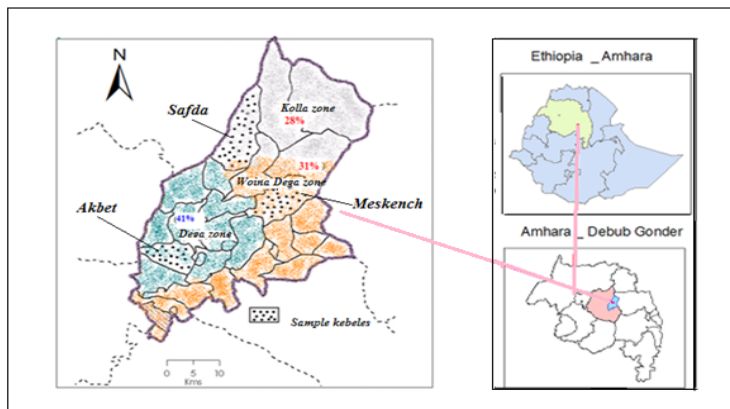 N
Safda
Kolla zone
28%
31%
Woina Dega zone
Meskench
Akbet
41%
Dega zone
Sample kebeles
0 5 10
Kms
Ethiopia _ Amhara
Amhara _ Debub Gonder